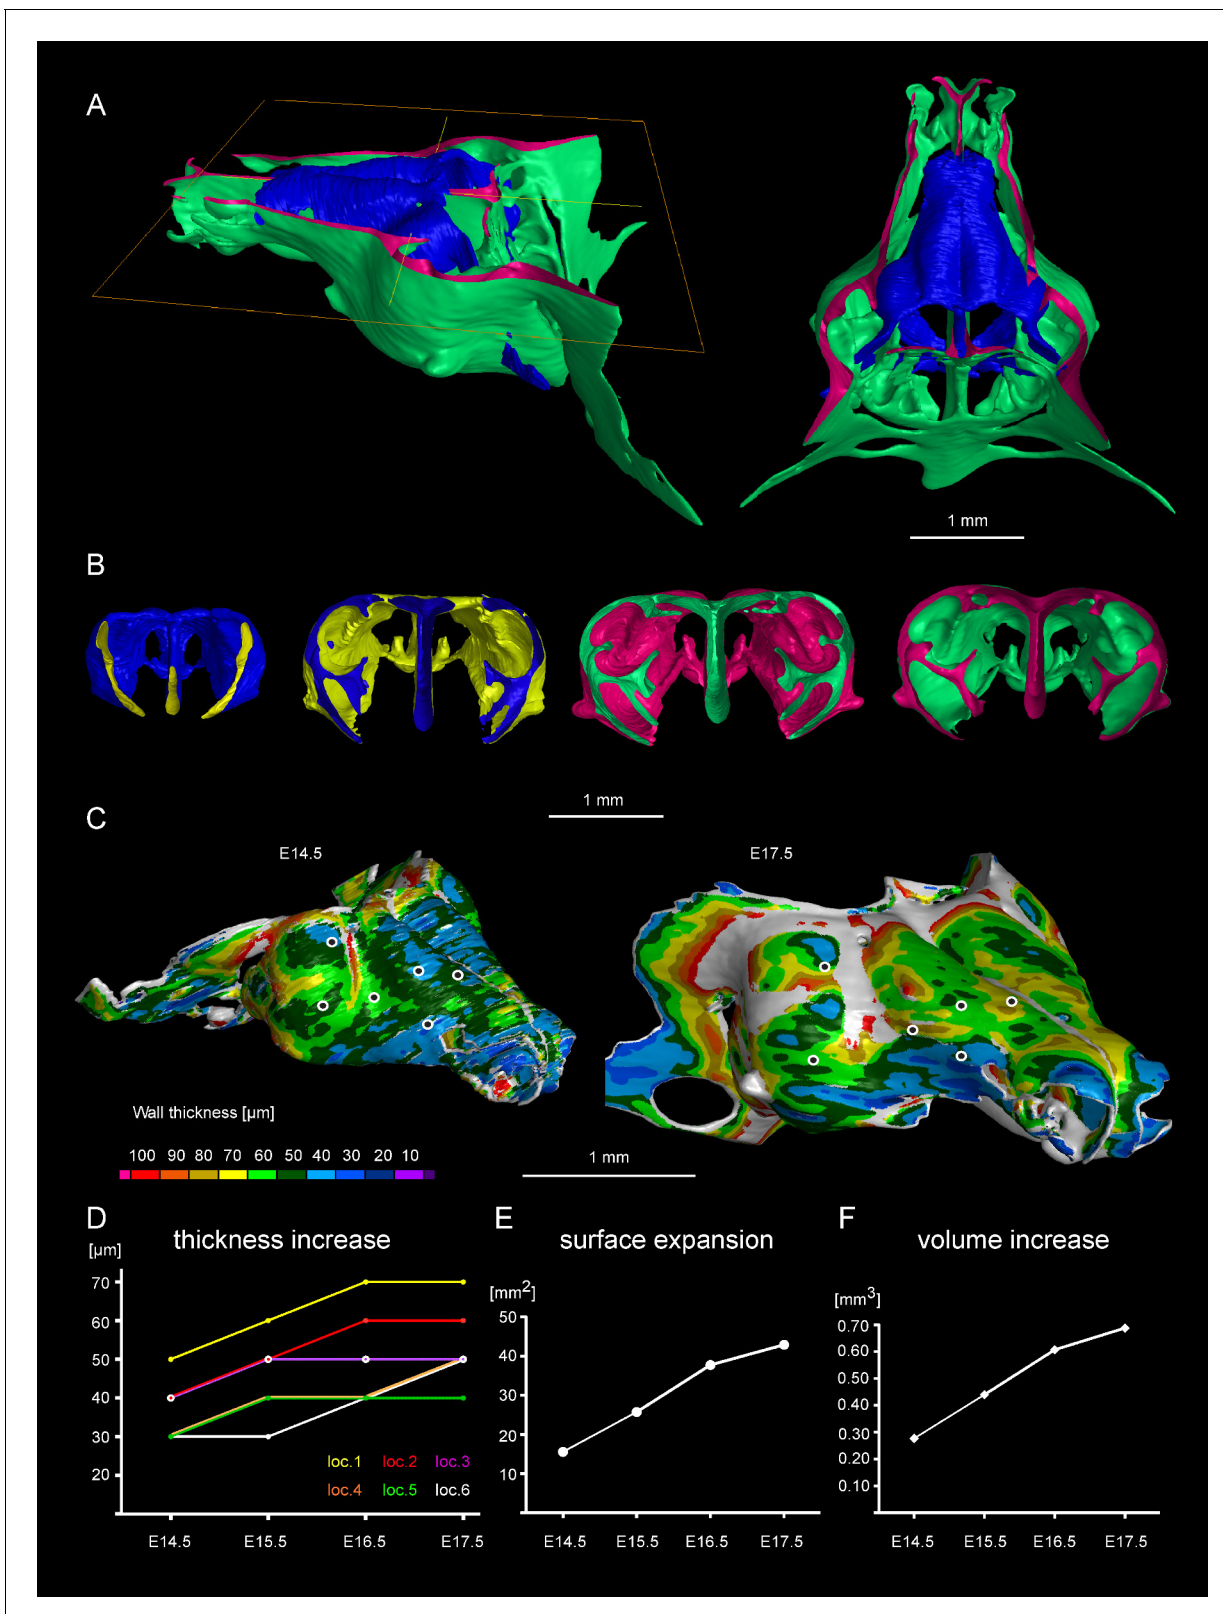 A
1 mm
B
1 mm
C
E14.5
E17.5
Wall thickness [µm]
100 90 80 70 60 50 40 30 20 10
1 mm
D
thickness increase
[µm]
70
60
50
40
30
20
loc.1 loc.2 loc.3
loc.4 loc.5 loc.6
E14.5 E15.5 E16.5 E17.5
E
surface expansion
[mm2]
50
40
30
20
10
E14.5 E15.5 E16.5 E17.5
F
volume increase
[mm3]
0.70
0.60
0.50
0.40
0.30
0.20
0.10
E14.5 E15.5 E16.5 E17.5